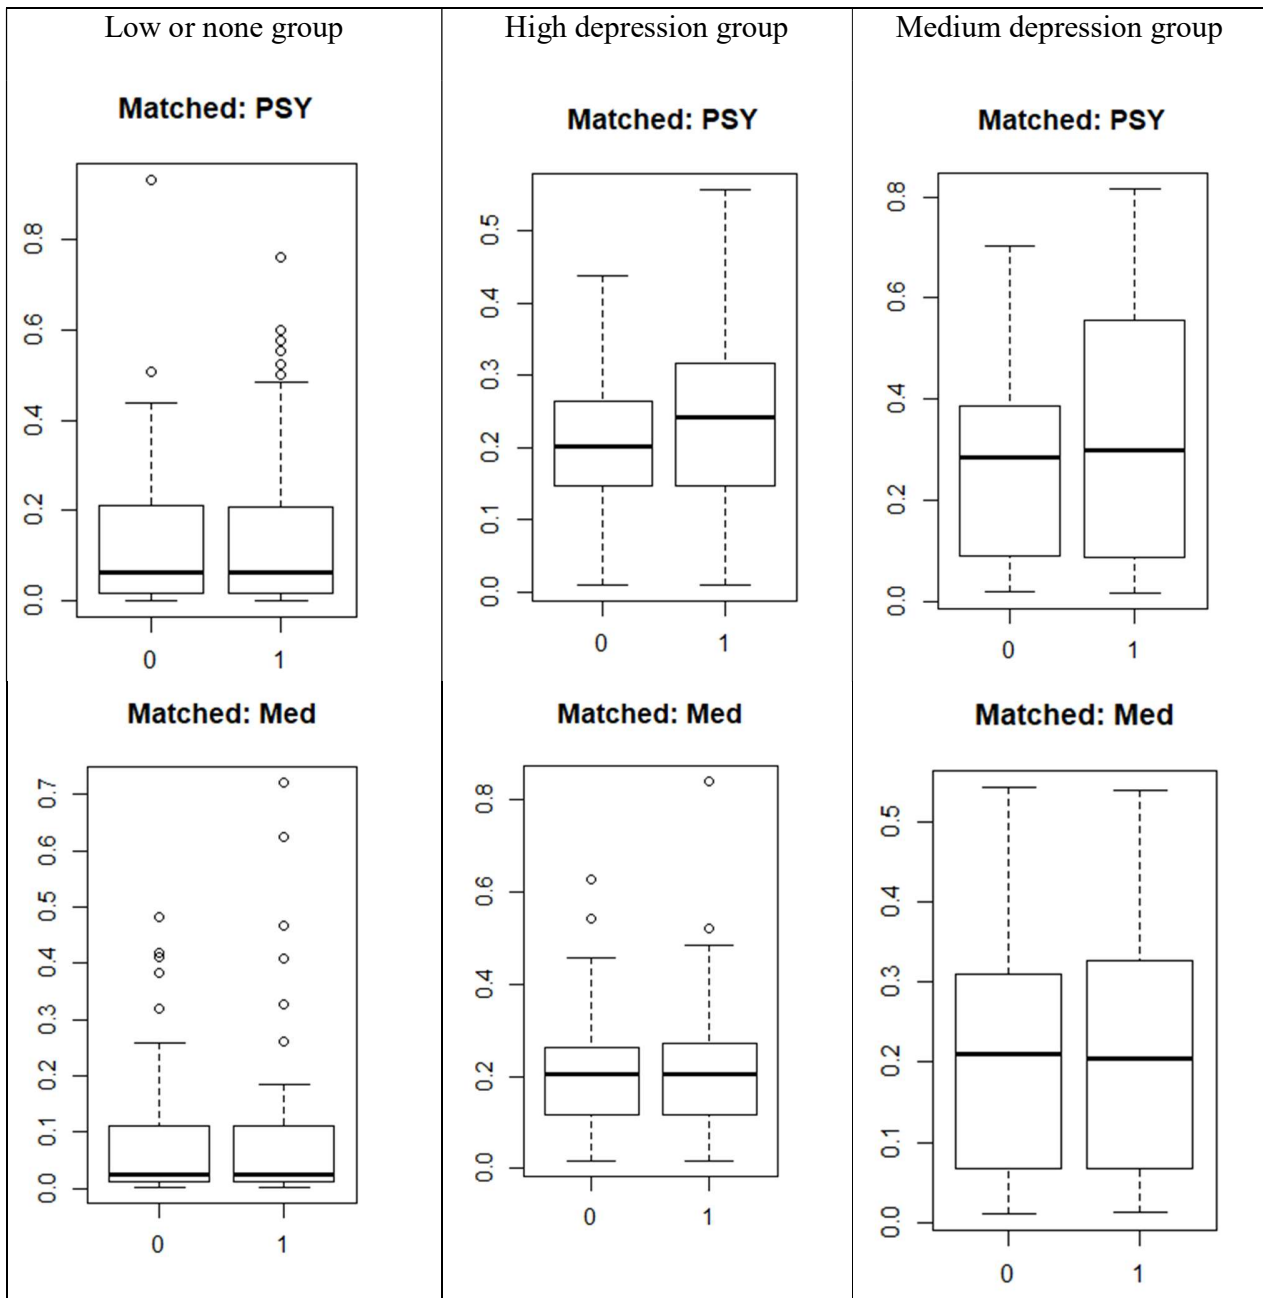 Low or none group
High depression group
Medium depression group
Matched: PSY
0.0 0.2 0.4 0.6 0.8
0 1
Matched: PSY
0.0 0.1 0.2 0.3 0.4 0.5
0 1
Matched: PSY
0.0 0.2 0.4 0.6 0.8
0 1
Matched: Med
0.0 0.1 0.2 0.3 0.4 0.5 0.6 0.7
0 1
Matched: Med
0.0 0.2 0.4 0.6 0.8
0 1
Matched: Med
0.0 0.1 0.2 0.3 0.4 0.5
0 1